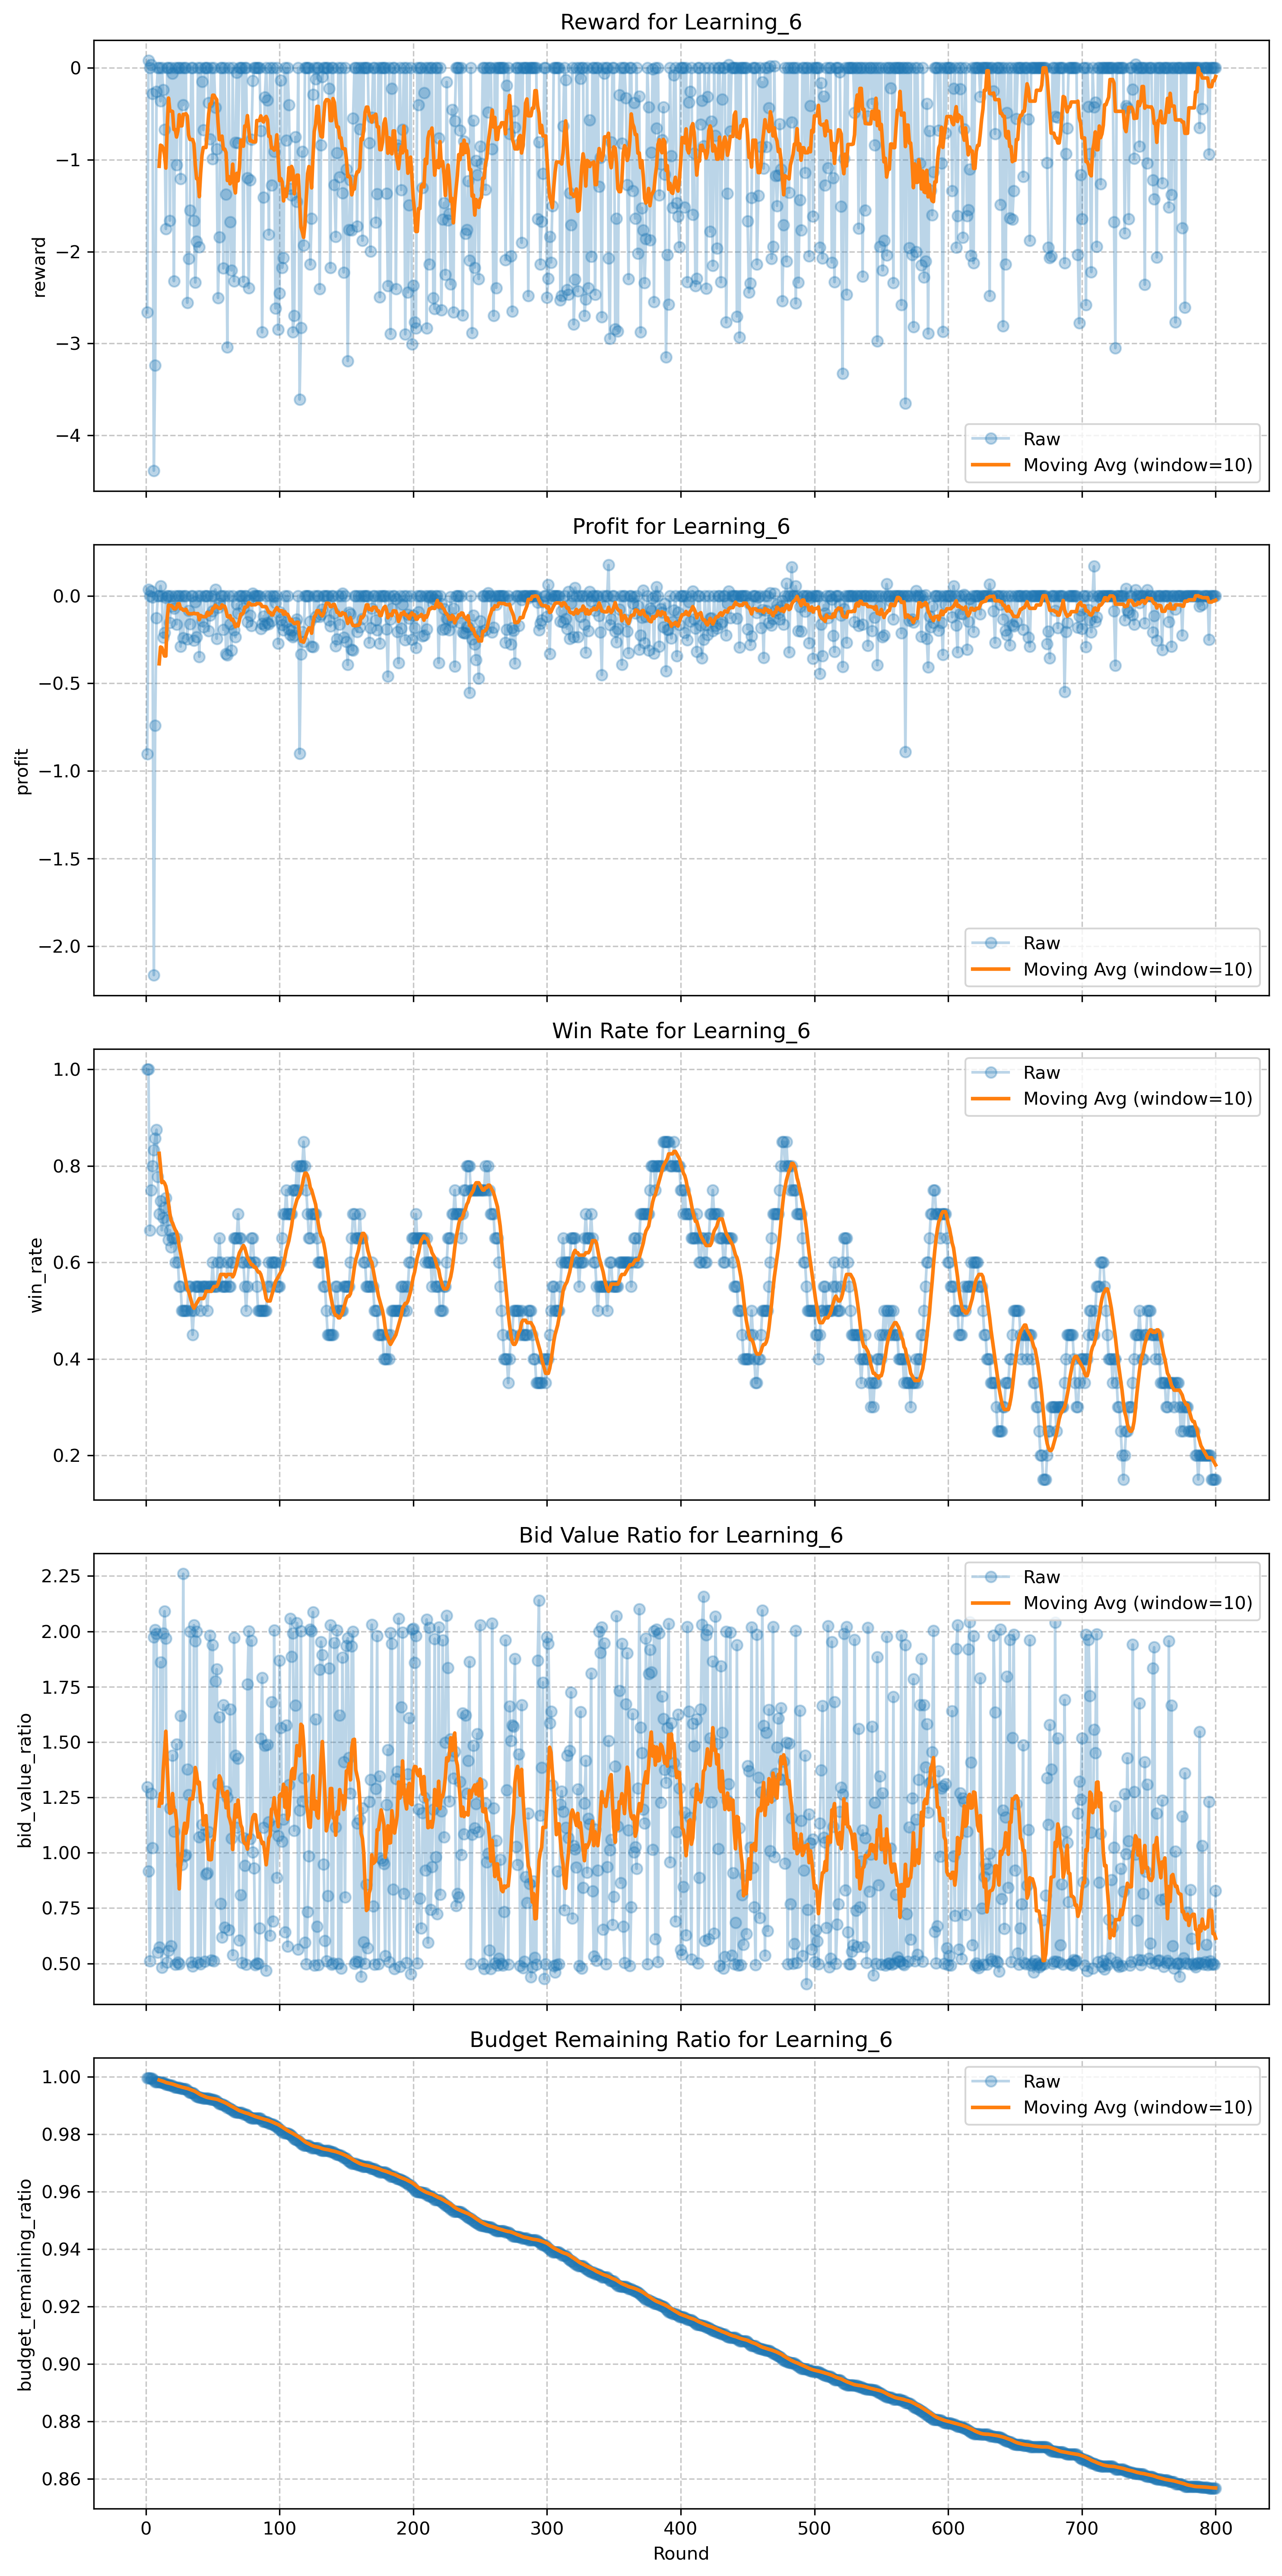 Reward for Learning_6
0
−1
−2
−3
−4
reward
Raw
Moving Avg (window=10)
Profit for Learning_6
0.0
−0.5
−1.0
−1.5
−2.0
profit
Raw
Moving Avg (window=10)
Win Rate for Learning_6
1.0
0.8
0.6
0.4
0.2
win_rate
Raw
Moving Avg (window=10)
Bid Value Ratio for Learning_6
2.25
2.00
1.75
1.50
1.25
1.00
0.75
0.50
bid_value_ratio
Raw
Moving Avg (window=10)
Budget Remaining Ratio for Learning_6
1.00
0.98
0.96
0.94
0.92
0.90
0.88
0.86
budget_remaining_ratio
Raw
Moving Avg (window=10)
0 100 200 300 400 500 600 700 800
Round